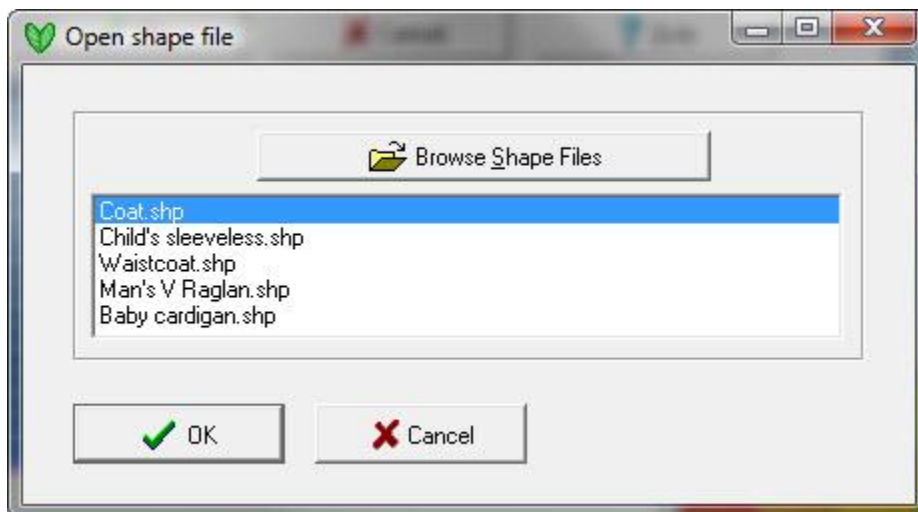 Open shape file
Browse Shape Files
Coat.shp
Child's sleeveless.shp
Waistcoat.shp
Man's V Raglan.shp
Baby cardigan.shp
OK
Cancel